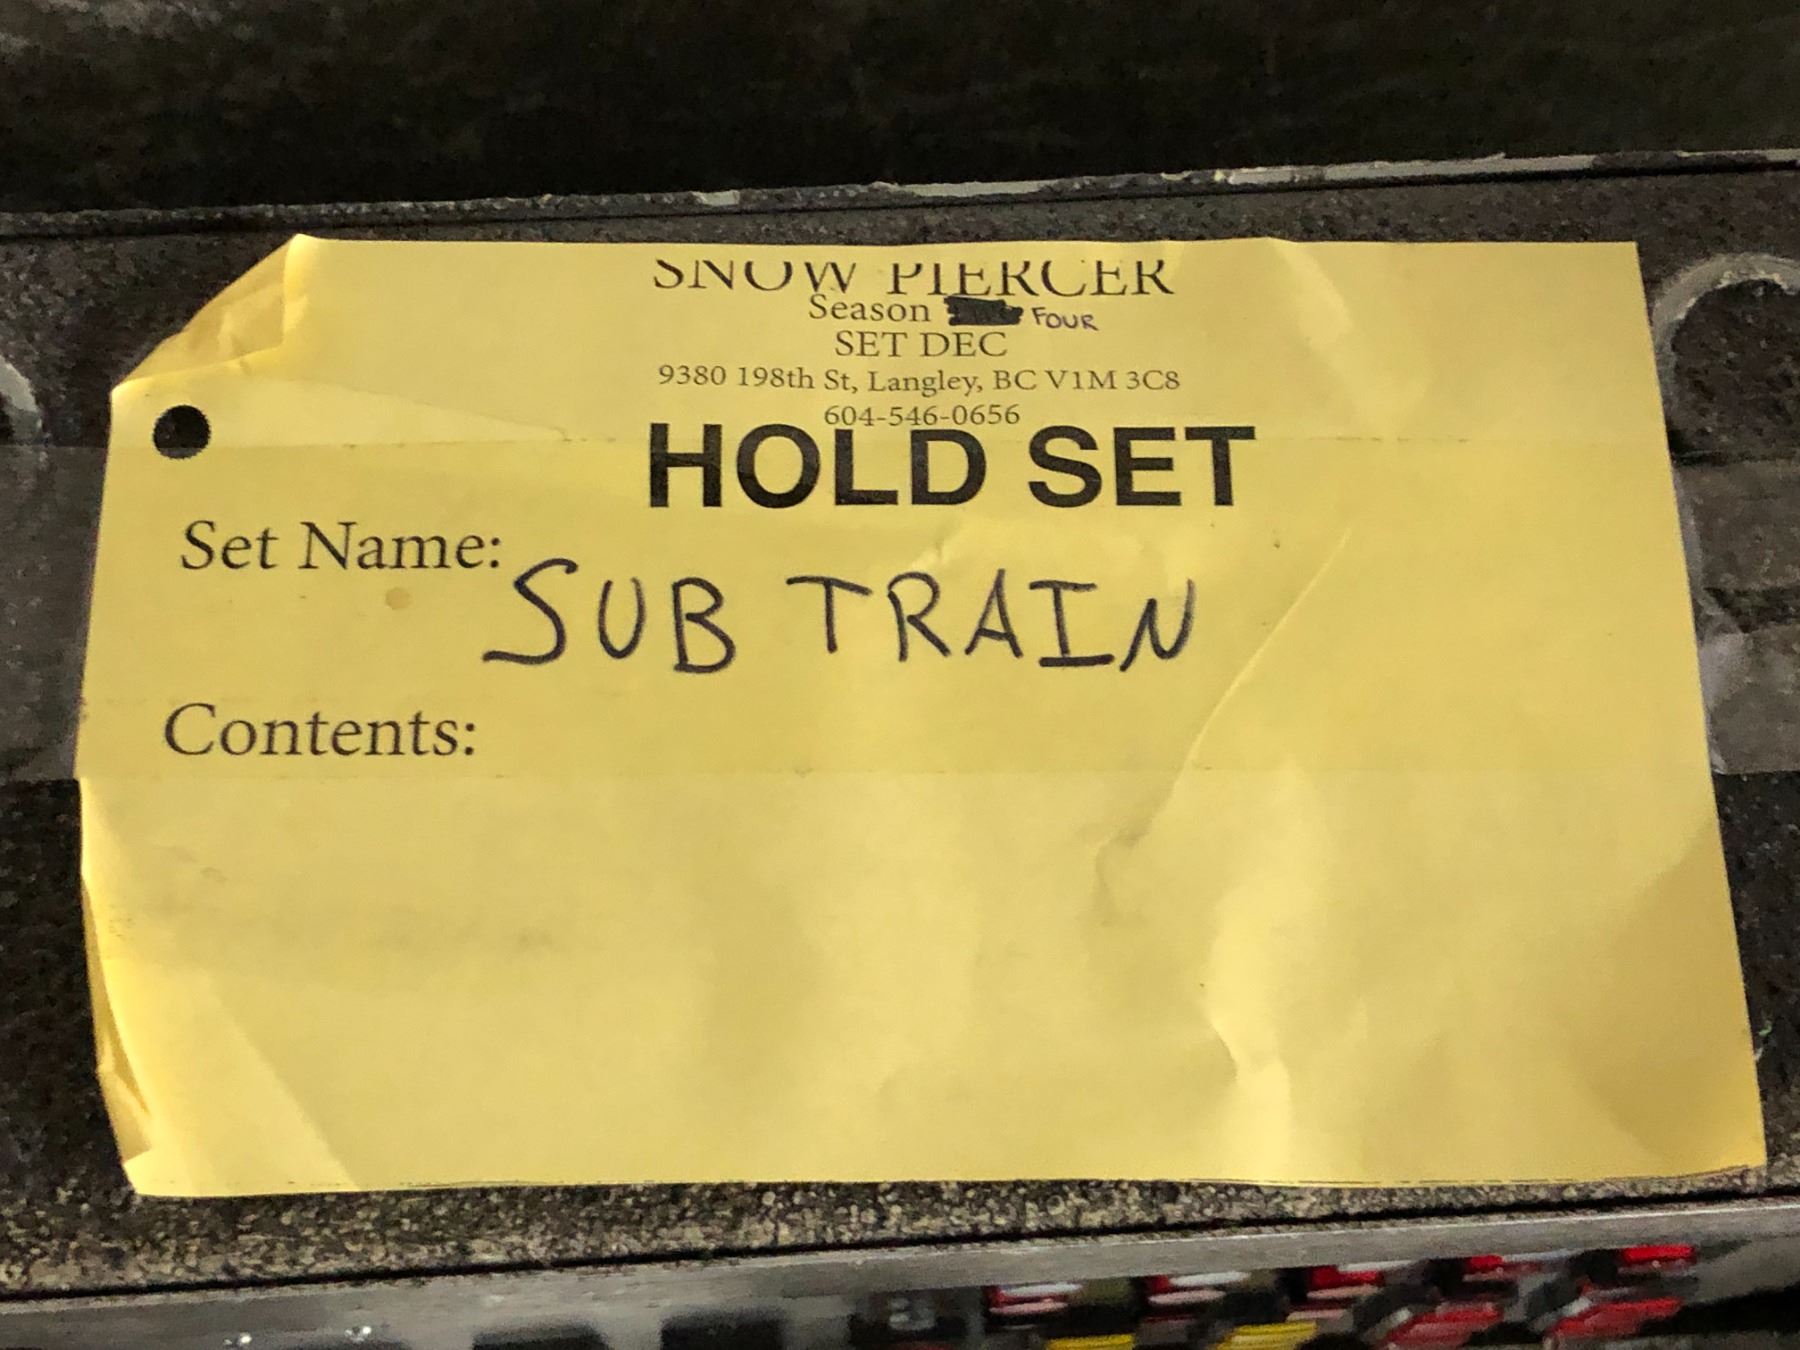 SNOW PIERCER
Season FOUR
SET DEC
9380 198th St, Langley, BC V1M 3C8
604-546-0656
HOLD SET
Set Name: SUB TRAIN
Contents: